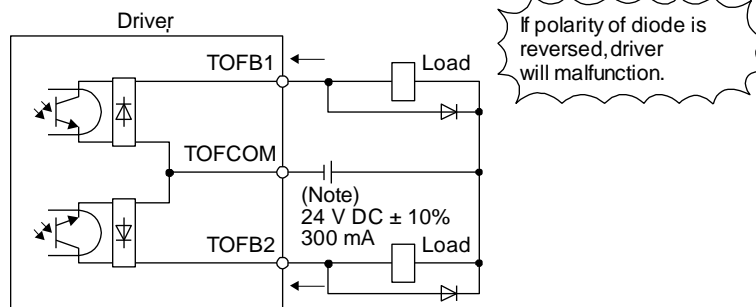 Driver
If polarity of diode is
reversed, driver
will malfunction.
TOFB1
Load
TOFCOM
(Note)
24 V DC ± 10%
300 mA
TOFB2
Load